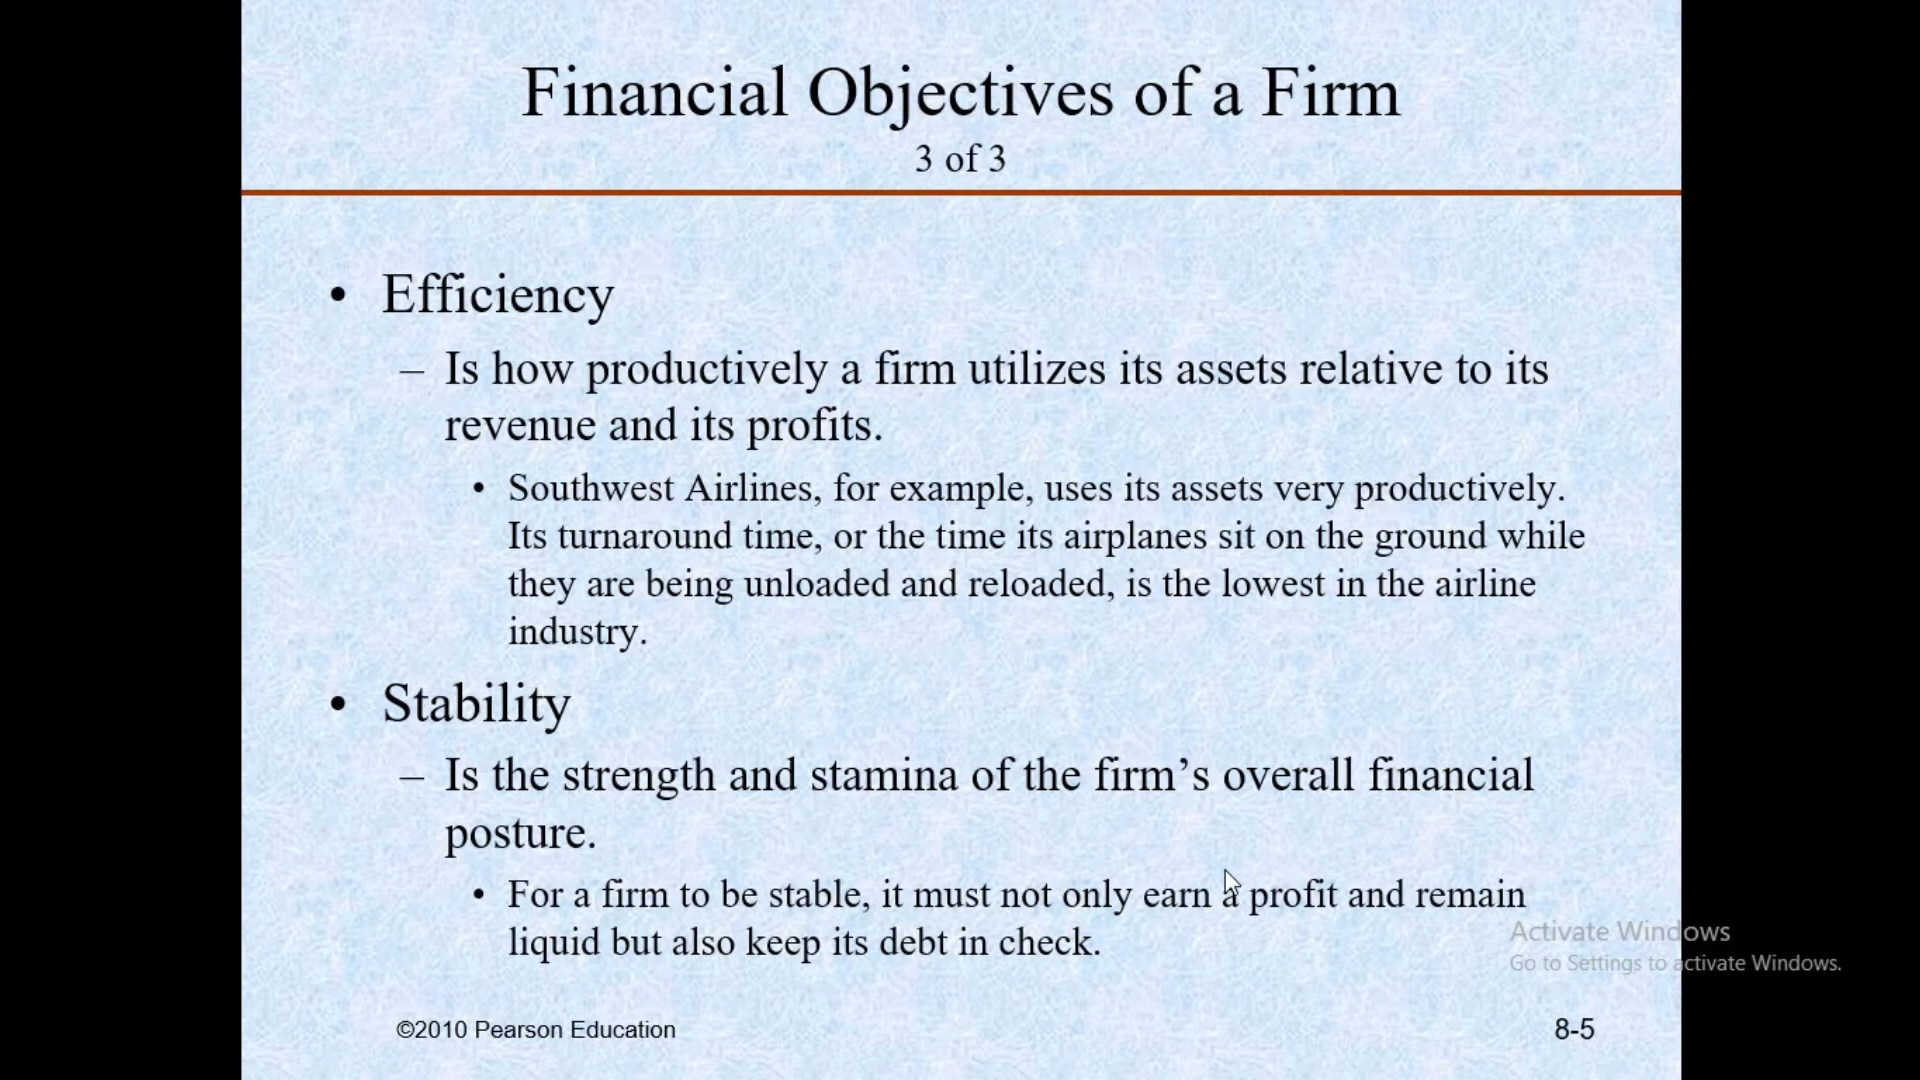 Financial Objectives of a Firm
3 of 3
• Efficiency
– Is how productively a firm utilizes its assets relative to its
revenue and its profits.
• Southwest Airlines, for example, uses its assets very productively.
Its turnaround time, or the time its airplanes sit on the ground while
they are being unloaded and reloaded, is the lowest in the airline
industry.
• Stability
– Is the strength and stamina of the firm’s overall financial
posture.
• For a firm to be stable, it must not only earn a profit and remain
liquid but also keep its debt in check.
Activate Windows
Go to Settings to activate Windows.
©2010 Pearson Education
8-5